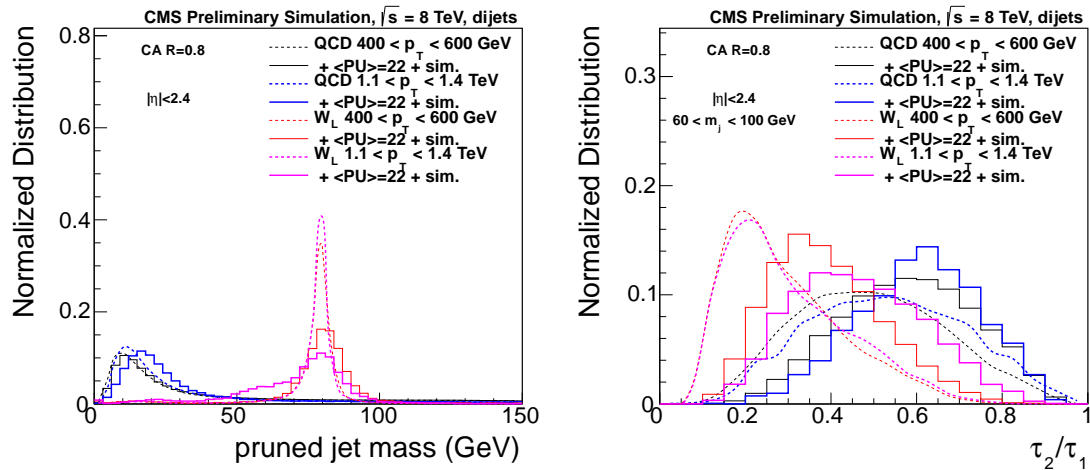 CMS Preliminary Simulation, √s = 8 TeV, dijets
Normalized Distribution
0.8
0.6
0.4
0.2
0
CA R=0.8
|η|<2.4
QCD 400 < p_T < 600 GeV
+ <PU>=22 + sim.
QCD 1.1 < p_T < 1.4 TeV
+ <PU>=22 + sim.
W_L 400 < p_T < 600 GeV
+ <PU>=22 + sim.
W_L 1.1 < p_T < 1.4 TeV
+ <PU>=22 + sim.
0 50 100 150
pruned jet mass (GeV)
CMS Preliminary Simulation, √s = 8 TeV, dijets
Normalized Distribution
0.3
0.2
0.1
0
CA R=0.8
|η|<2.4
60 < m_j < 100 GeV
QCD 400 < p_T < 600 GeV
+ <PU>=22 + sim.
QCD 1.1 < p_T < 1.4 TeV
+ <PU>=22 + sim.
W_L 400 < p_T < 600 GeV
+ <PU>=22 + sim.
W_L 1.1 < p_T < 1.4 TeV
+ <PU>=22 + sim.
0 0.2 0.4 0.6 0.8 1
τ_2/τ_1